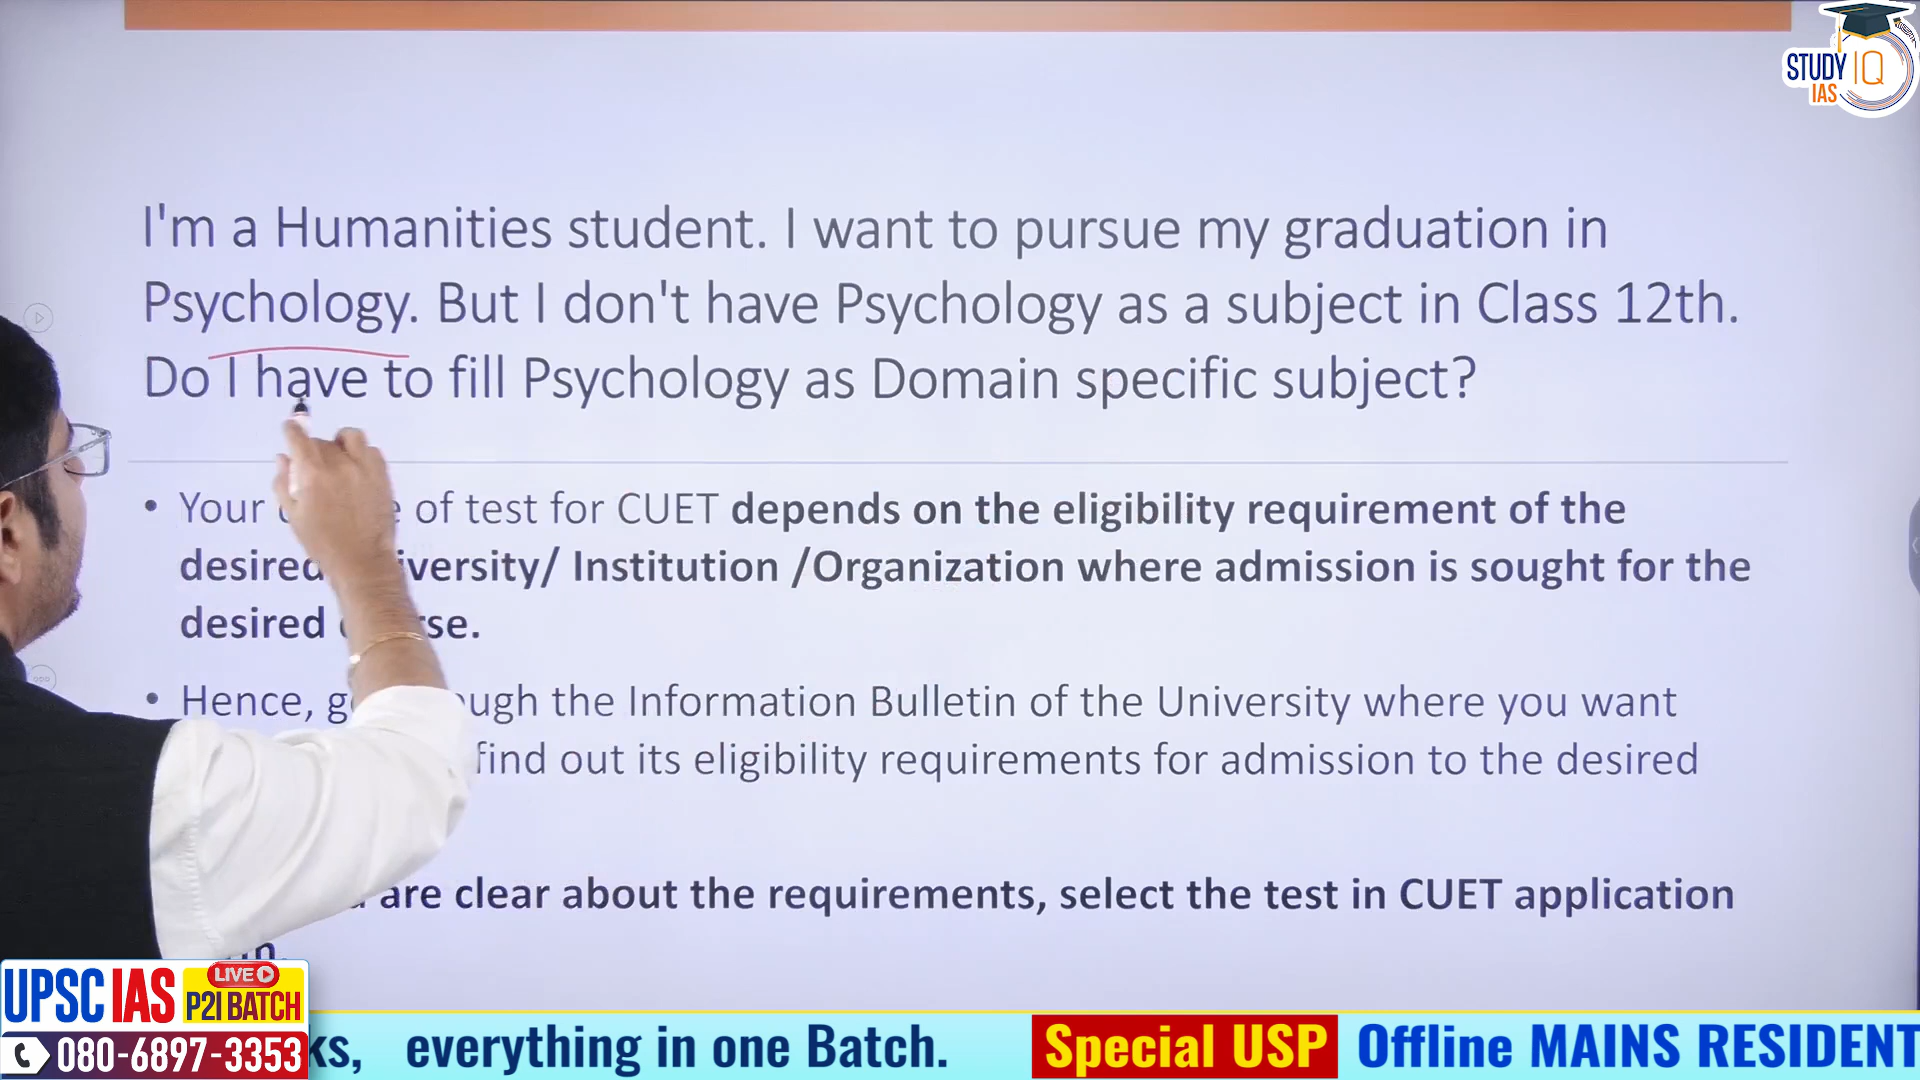 STUDY IQ
IAS
I'm a Humanities student. I want to pursue my graduation in
Psychology. But I don't have Psychology as a subject in Class 12th.
Do I have to fill Psychology as Domain specific subject?
• Your of test for CUET depends on the eligibility requirement of the
desired versity/ Institution /Organization where admission is sought for the
desired se.
• Hence, ugh the Information Bulletin of the University where you want
find out its eligibility requirements for admission to the desired
are clear about the requirements, select the test in CUET application
UPSC IAS LIVE P2I BATCH
080-6897-3353
ks, everything in one Batch. Special USP Offline MAINS RESIDENT